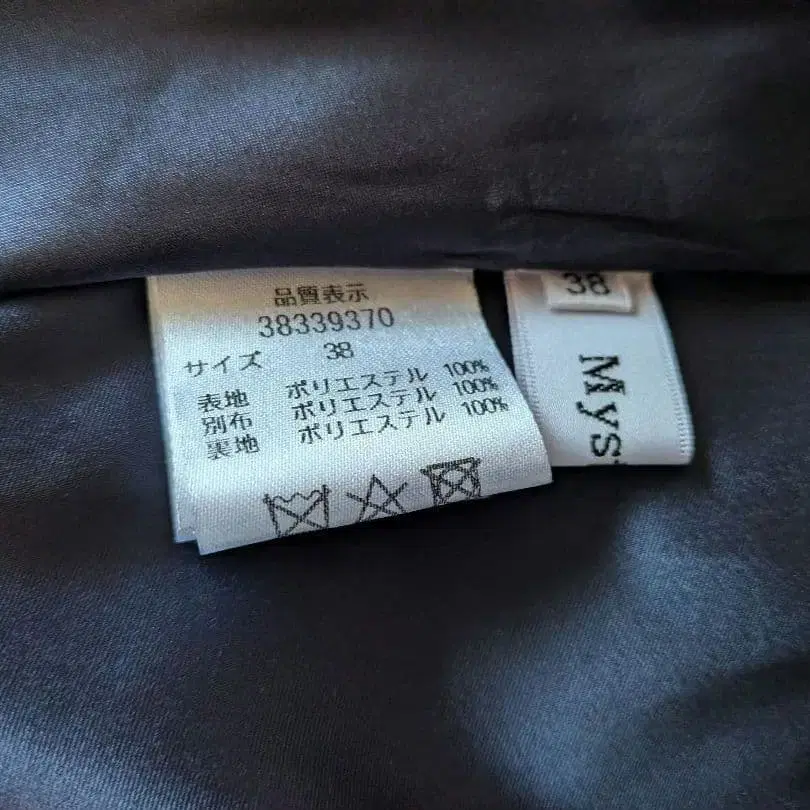 品質表示
38339370
サイズ 38
表地 ポリエステル 100%
別布 ポリエステル 100%
裏地 ポリエステル 100%
38
Mys